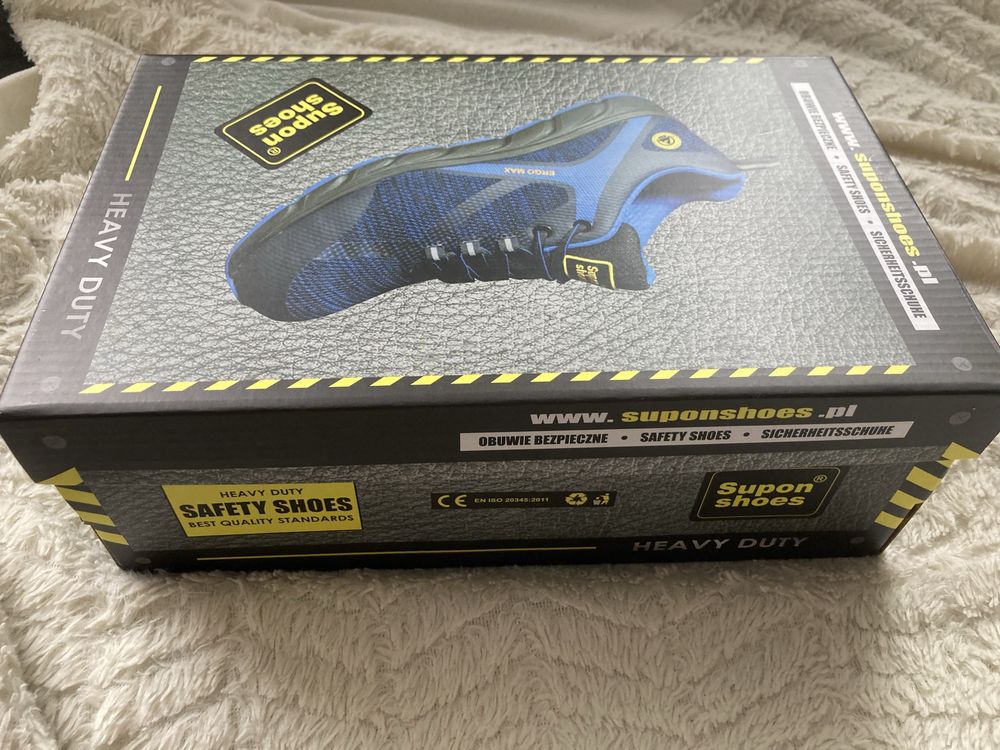 Supon
shoes®
ERGO MAX
Supon
HEAVY DUTY
www. suponshoes .pl
OBUWIE BEZPIECZNE • SAFETY SHOES • SICHERHEITSSCHUHE
www. suponshoes .pl
OBUWIE BEZPIECZNE • SAFETY SHOES • SICHERHEITSSCHUHE
HEAVY DUTY
SAFETY SHOES
BEST QUALITY STANDARDS
CE EN ISO 20345:2011
Supon®
shoes
HEAVY DUTY